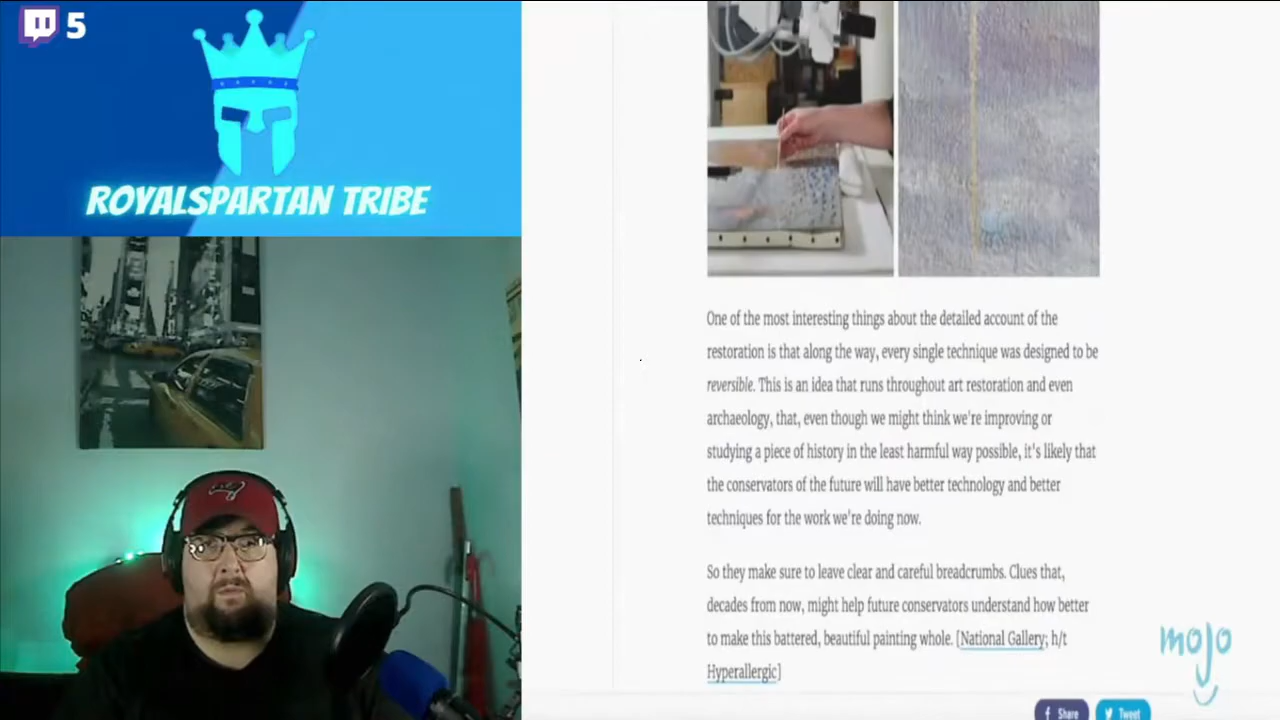 5
ROYALSPARTAN TRIBE
One of the most interesting things about the detailed account of the
restoration is that along the way, every single technique was designed to be
reversible. This is an idea that runs throughout art restoration and even
archaeology, that, even though we might think we're improving or
studying a piece of history in the least harmful way possible, it's likely that
the conservators of the future will have better technology and better
techniques for the work we're doing now.
So they make sure to leave clear and careful breadcrumbs. Clues that,
decades from now, might help future conservators understand how better
to make this battered, beautiful painting whole. [National Gallery; h/t
Hyperallergic]
mojo
Share
Tweet